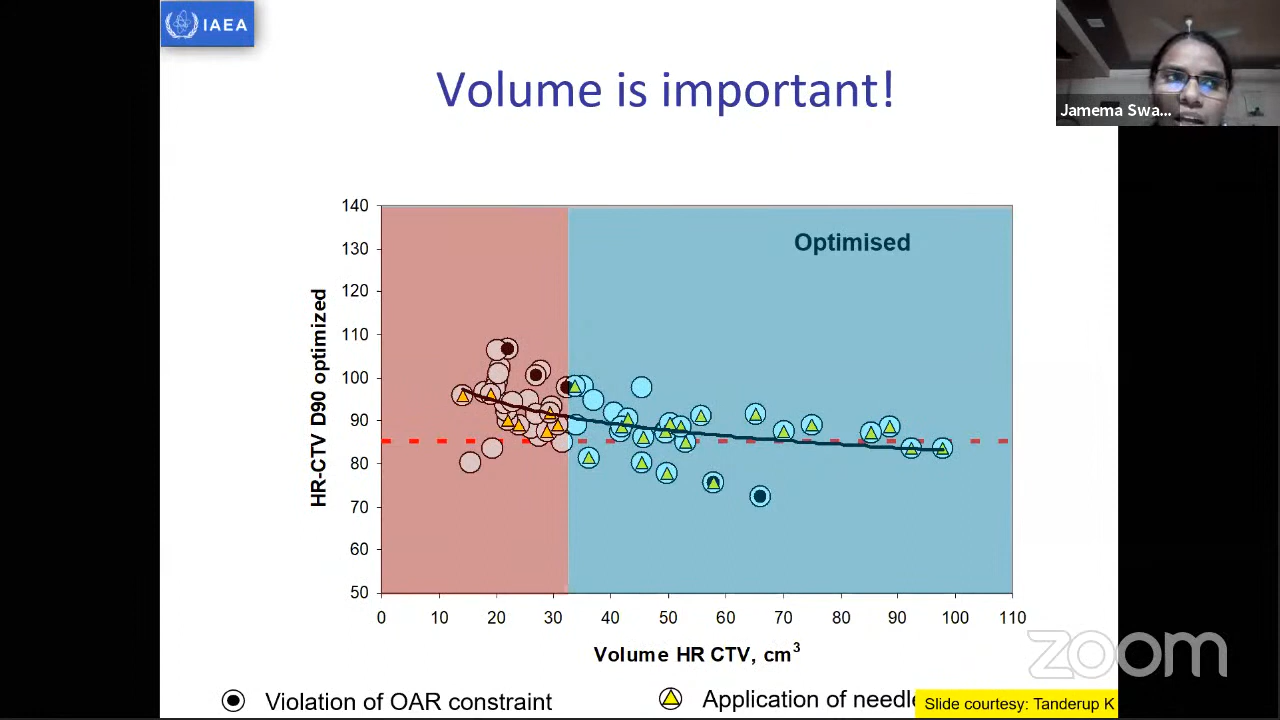 IAEA
Volume is important!
Jamema Swa...
Optimised
HR-CTV D90 optimized
140
130
120
110
100
90
80
70
60
50
0 10 20 30 40 50 60 70 80 90 100 110
Volume HR CTV, cm3
zoom
Violation of OAR constraint
Application of needle
Slide courtesy: Tanderup K